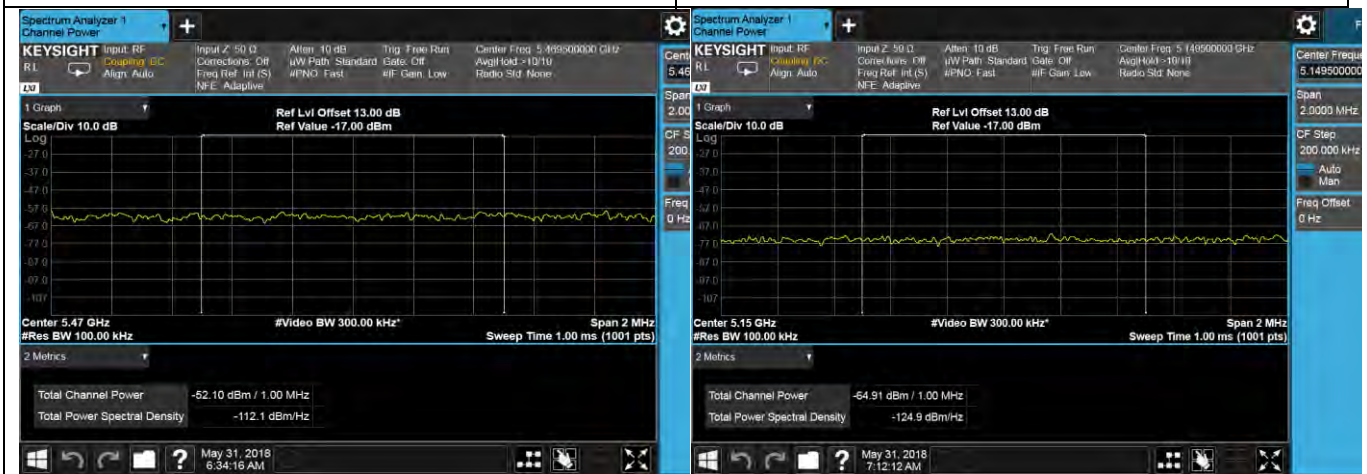 Spectrum Analyzer 1
Channel Power
KEYSIGHT
Input: RF
RL
Coupling: DC
Align: Auto
Input Z: 50 Ω
Corrections: Off
Freq Ref: Int (S)
NFE: Adaptive
Atten: 10 dB
µW Path: Standard
#PNO: Fast
Trig: Free Run
Gate: Off
#IF Gain: Low
Center Freq: 5.469500000 GHz
Avg|Hold:>10/10
Radio Std: None
LXI
1 Graph
Scale/Div 10.0 dB
Ref Lvl Offset 13.00 dB
Ref Value -17.00 dBm
Log
-27.0
-37.0
-47.0
-57.0
-67.0
-77.0
-87.0
-97.0
-107
Center 5.47 GHz
#Video BW 300.00 kHz*
Span 2 MHz
#Res BW 100.00 kHz
Sweep Time 1.00 ms (1001 pts)
2 Metrics
Total Channel Power
-52.10 dBm / 1.00 MHz
Total Power Spectral Density
-112.1 dBm/Hz
?
May 31, 2018
6:34:16 AM
Spectrum Analyzer 1
Channel Power
KEYSIGHT
Input: RF
RL
Coupling: DC
Align: Auto
Input Z: 50 Ω
Corrections: Off
Freq Ref: Int (S)
NFE: Adaptive
Atten: 10 dB
µW Path: Standard
#PNO: Fast
Trig: Free Run
Gate: Off
#IF Gain: Low
Center Freq: 5.149500000 GHz
Avg|Hold:>10/10
Radio Std: None
LXI
1 Graph
Scale/Div 10.0 dB
Ref Lvl Offset 13.00 dB
Ref Value -17.00 dBm
Log
-27.0
-37.0
-47.0
-57.0
-67.0
-77.0
-87.0
-97.0
-107
Center 5.15 GHz
#Video BW 300.00 kHz*
Span 2 MHz
#Res BW 100.00 kHz
Sweep Time 1.00 ms (1001 pts)
2 Metrics
Total Channel Power
-64.91 dBm / 1.00 MHz
Total Power Spectral Density
-124.9 dBm/Hz
?
May 31, 2018
7:12:12 AM
Span
2.0000 MHz
CF Step
200.000 kHz
Auto
Man
Freq Offset
0 Hz